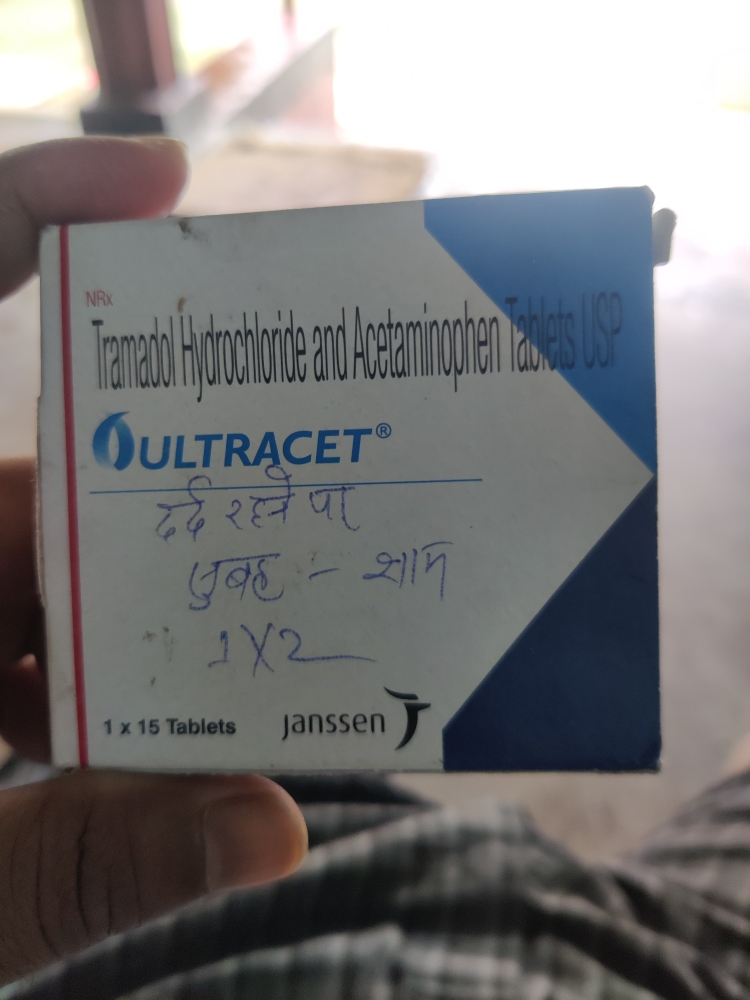 NRx
Tramadol Hydrochloride and Acetaminophen Tablets USP
ULTRACET®
दर्द रहने पर
सुबह :- शाम
1X2
1 x 15 Tablets
janssen